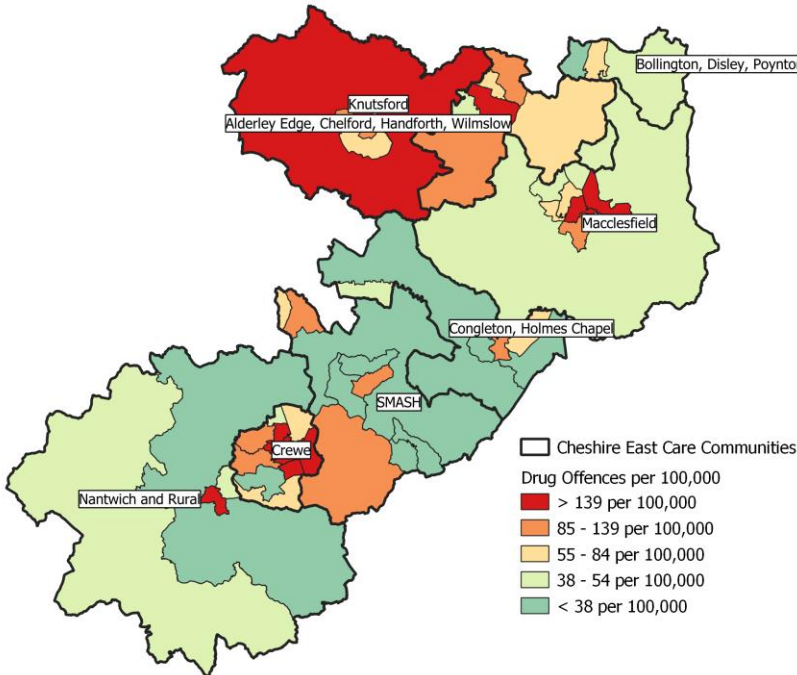 Bollington, Disley, Poynton
Knutsford
Alderley Edge, Chelford, Handforth, Wilmslow
Macclesfield
Congleton, Holmes Chapel
SMASH
Crewe
Nantwich and Rural
Cheshire East Care Communities
Drug Offences per 100,000
> 139 per 100,000
85 - 139 per 100,000
55 - 84 per 100,000
38 - 54 per 100,000
< 38 per 100,000